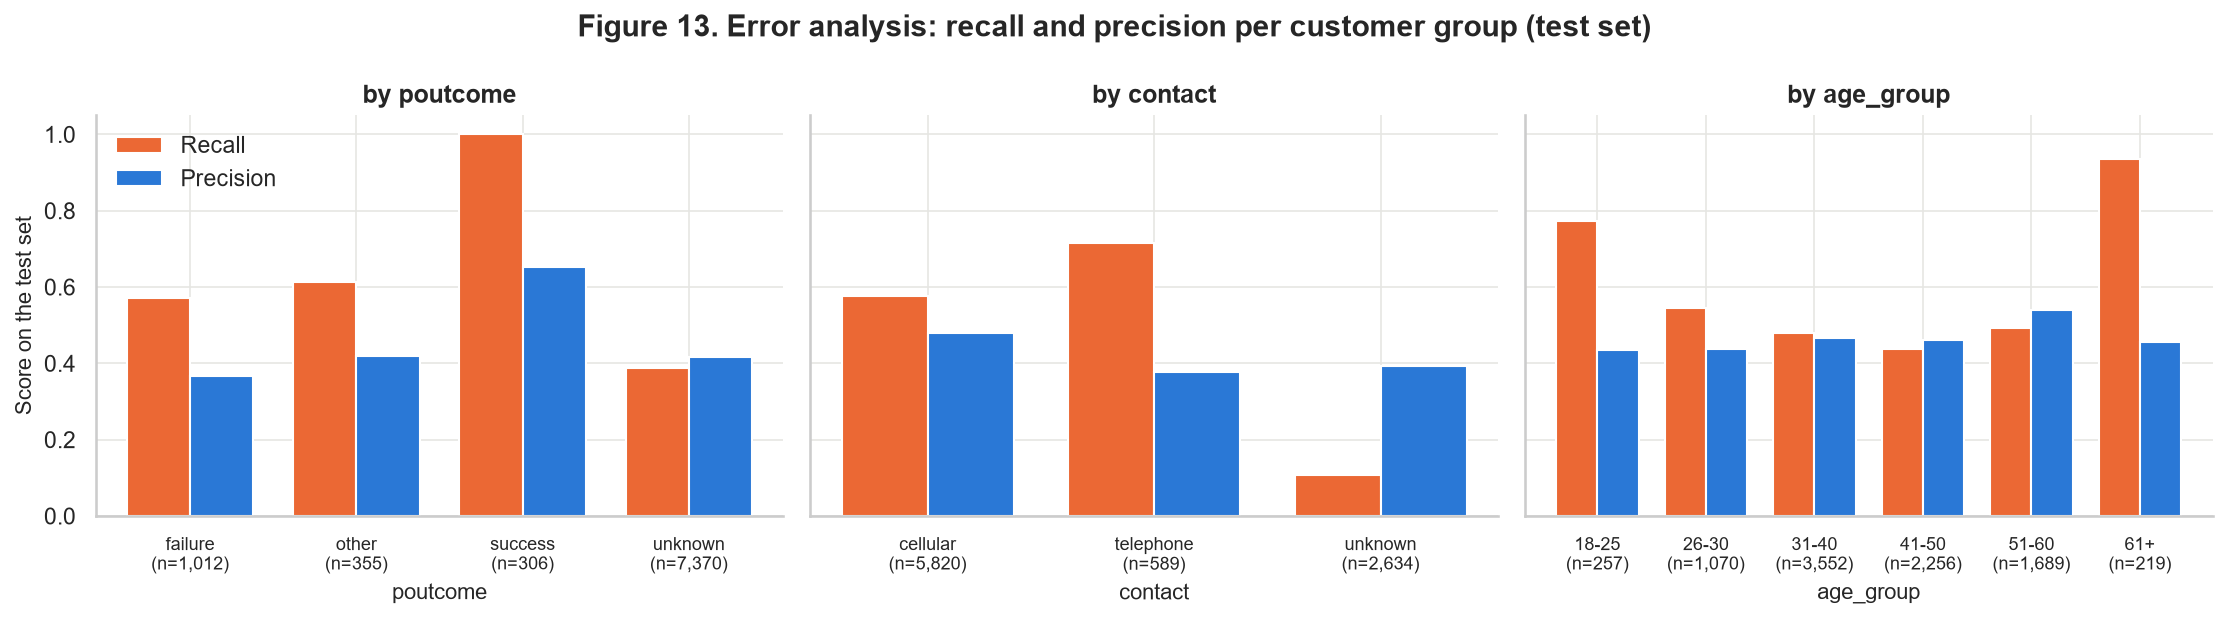 Figure 13. Error analysis: recall and precision per customer group (test set)
by poutcome
Recall
Precision
Score on the test set
1.0
0.8
0.6
0.4
0.2
0.0
failure
(n=1,012)
other
(n=355)
success
(n=306)
unknown
(n=7,370)
poutcome
by contact
cellular
(n=5,820)
telephone
(n=589)
unknown
(n=2,634)
contact
by age_group
18-25
(n=257)
26-30
(n=1,070)
31-40
(n=3,552)
41-50
(n=2,256)
51-60
(n=1,689)
61+
(n=219)
age_group